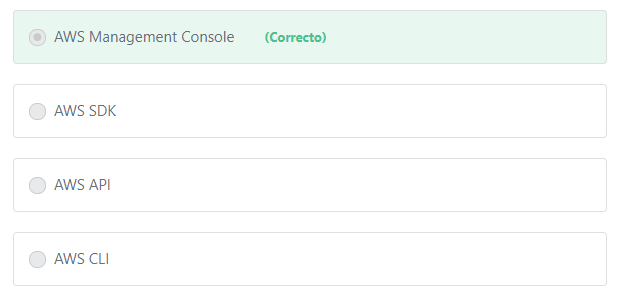 AWS Management Console (Correcto)
AWS SDK
AWS API
AWS CLI